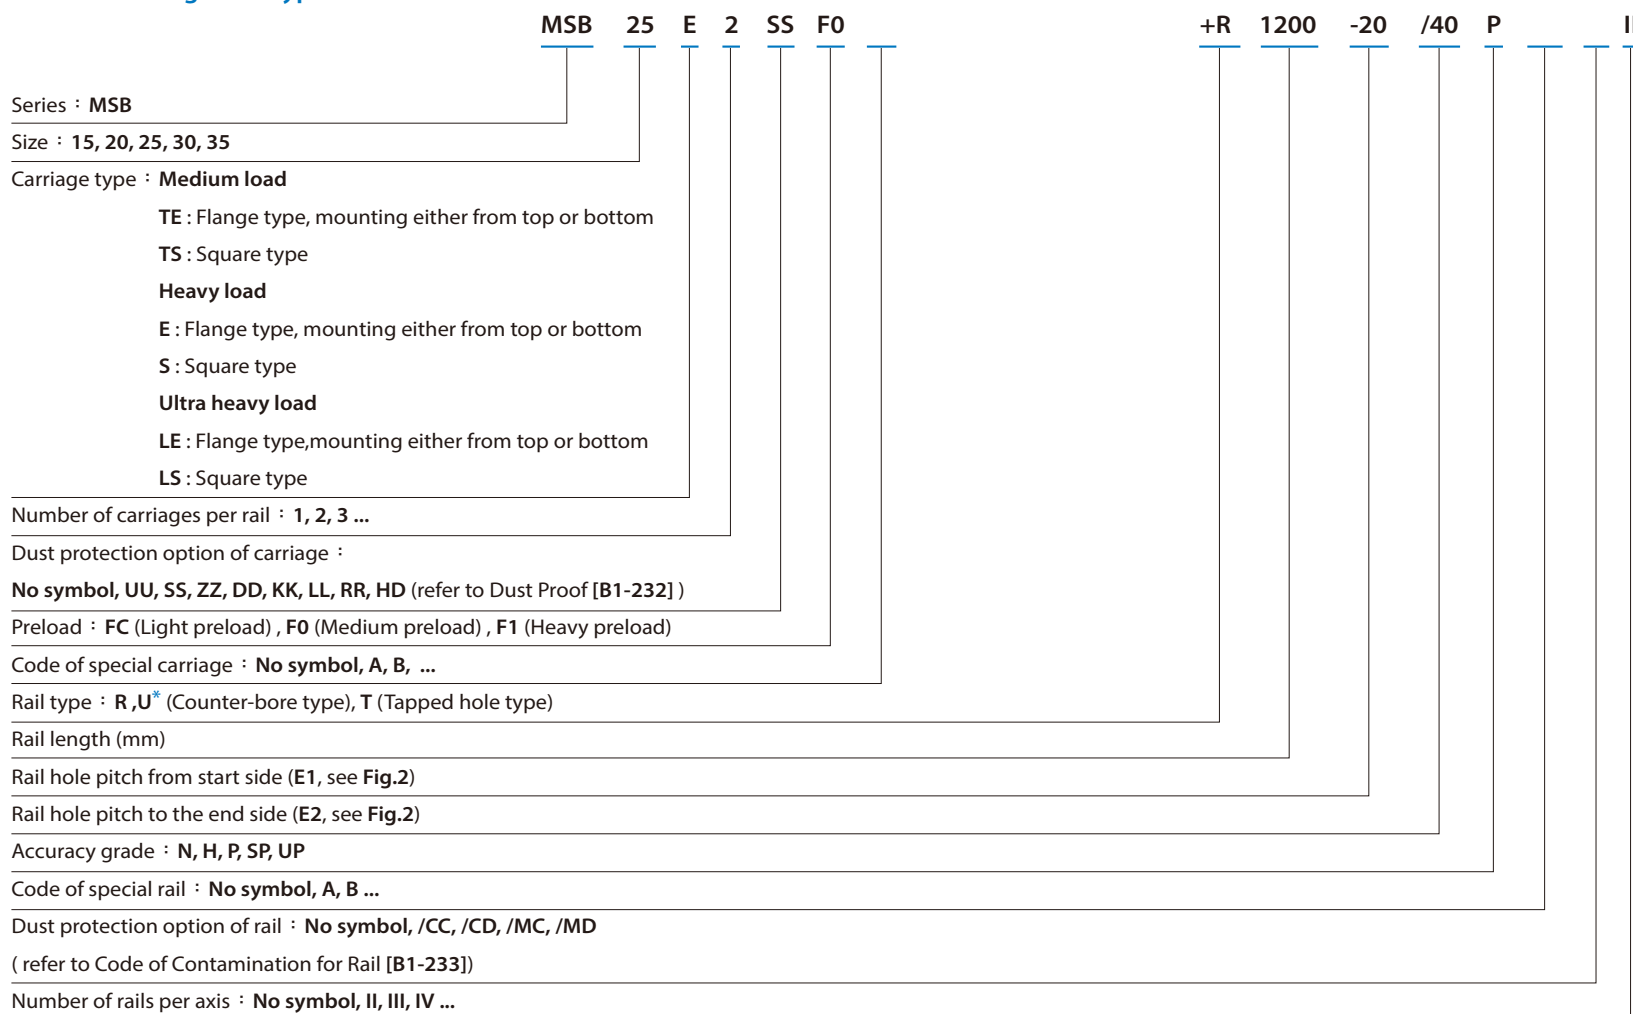 MSB 25 E 2 SS F0 +R 1200 -20 /40 P
Series : MSB
Size : 15, 20, 25, 30, 35
Carriage type : Medium load
TE : Flange type, mounting either from top or bottom
TS : Square type
Heavy load
E : Flange type, mounting either from top or bottom
S : Square type
Ultra heavy load
LE : Flange type,mounting either from top or bottom
LS : Square type
Number of carriages per rail : 1, 2, 3 ...
Dust protection option of carriage :
No symbol, UU, SS, ZZ, DD, KK, LL, RR, HD (refer to Dust Proof [B1-232] )
Preload : FC (Light preload) , F0 (Medium preload) , F1 (Heavy preload)
Code of special carriage : No symbol, A, B, ...
Rail type : R ,U* (Counter-bore type), T (Tapped hole type)
Rail length (mm)
Rail hole pitch from start side (E1, see Fig.2)
Rail hole pitch to the end side (E2, see Fig.2)
Accuracy grade : N, H, P, SP, UP
Code of special rail : No symbol, A, B ...
Dust protection option of rail : No symbol, /CC, /CD, /MC, /MD
( refer to Code of Contamination for Rail [B1-233])
Number of rails per axis : No symbol, II, III, IV ...